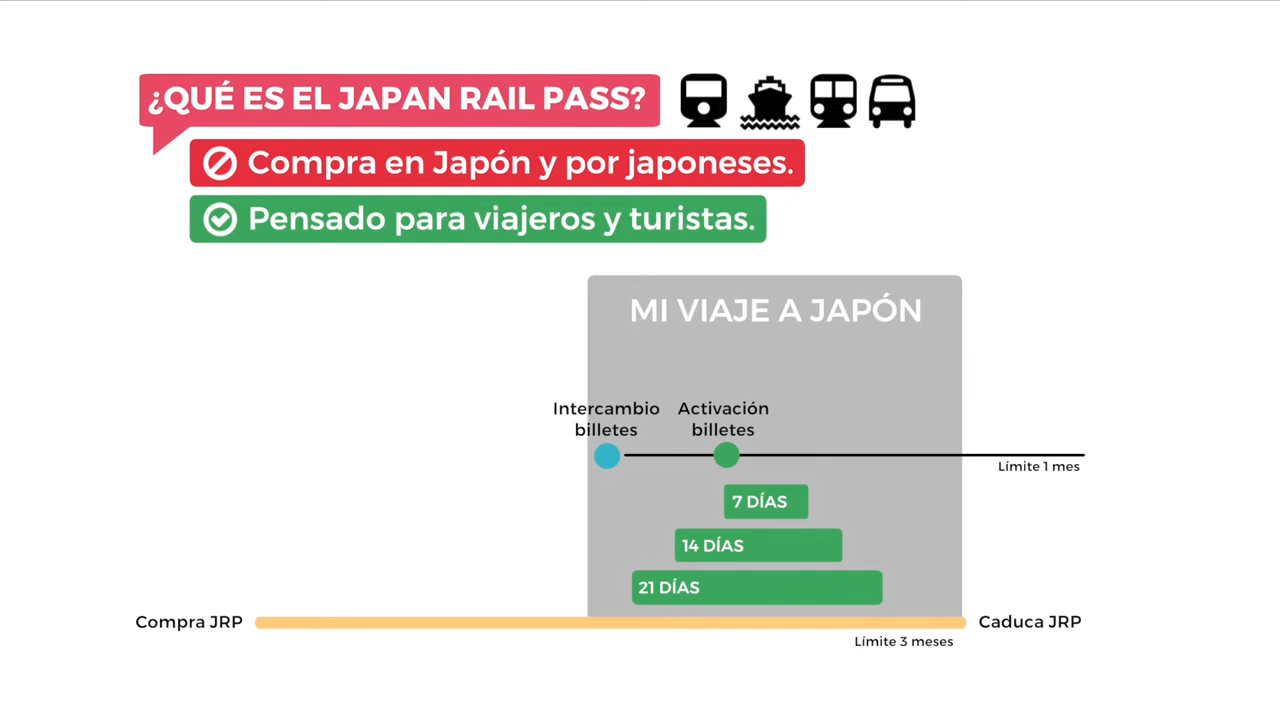 ¿QUÉ ES EL JAPAN RAIL PASS?
Compra en Japón y por japoneses.
Pensado para viajeros y turistas.
MI VIAJE A JAPÓN
Intercambio
billetes
Activación
billetes
Límite 1 mes
7 DÍAS
14 DÍAS
21 DÍAS
Compra JRP
Caduca JRP
Límite 3 meses